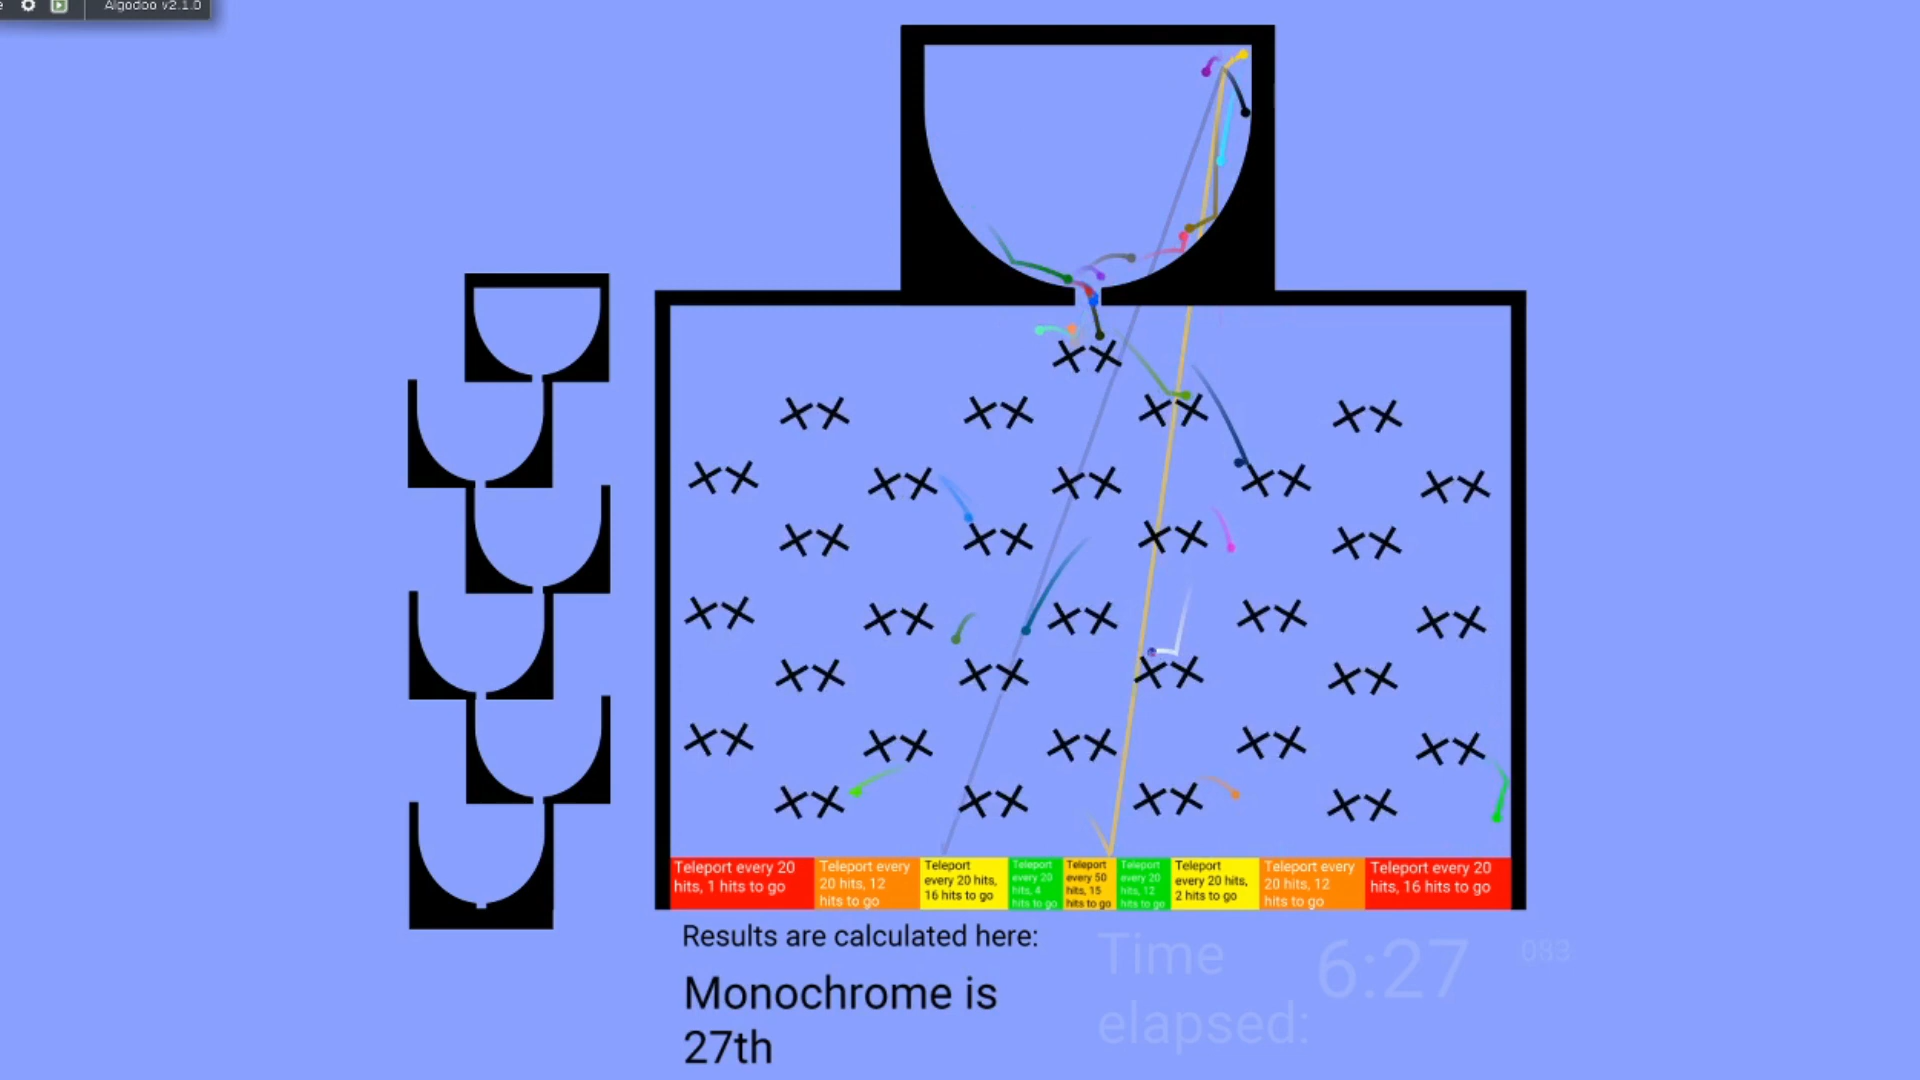 Algodoo v2.1.0
Teleport every 20
hits, 1 hits to go
Teleport every
20 hits, 12
hits to go
Teleport
every 20 hits,
16 hits to go
Teleport
every 20
hits, 4
hits to go
Teleport
every 50
hits, 15
hits to go
Teleport
every 20
hits, 12
hits to go
Teleport
every 20 hits,
2 hits to go
Teleport every
20 hits, 12
hits to go
Teleport every 20
hits, 16 hits to go
Results are calculated here:
Monochrome is
27th
Time
elapsed:
6:27
083